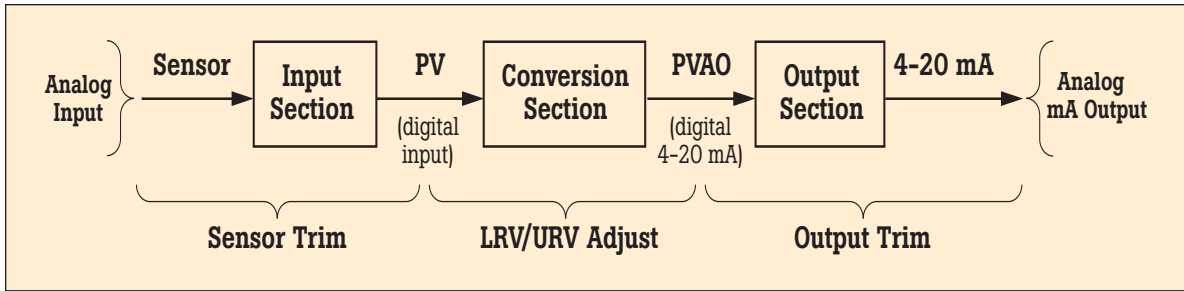 Analog
Input
Sensor
Input
Section
PV
(digital
input)
Conversion
Section
PVAO
(digital
4–20 mA)
Output
Section
4–20 mA
Analog
mA Output
Sensor Trim
LRV/URV Adjust
Output Trim